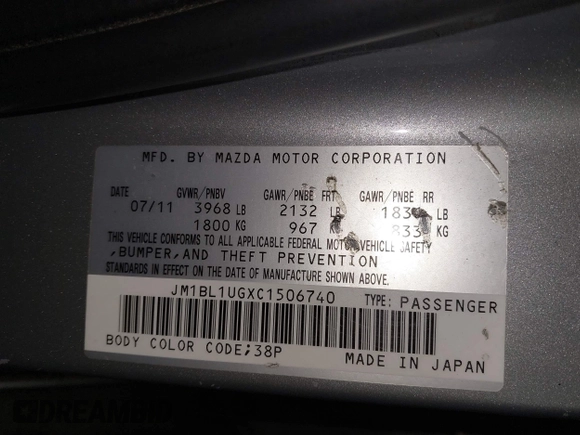 MFD. BY MAZDA MOTOR CORPORATION
DATE GVWR/PNBV GAWR/PNBE FRT GAWR/PNBE RR
07/11 3968 LB 2132 LB
1800 KG 967 833 KG
THIS VEHICLE CONFORMS TO ALL APPLICABLE FEDERAL MOTOR VEHICLE SAFETY
,BUMPER,AND THEFT PREVENTION
STANDARDS IN EFFECT ON THE DATE OF MANUFACTURE SHOWN ABOVE.
JM1BL1UGXC1506740 TYPE: PASSENGER
BODY COLOR CODE;38P MADE IN JAPAN